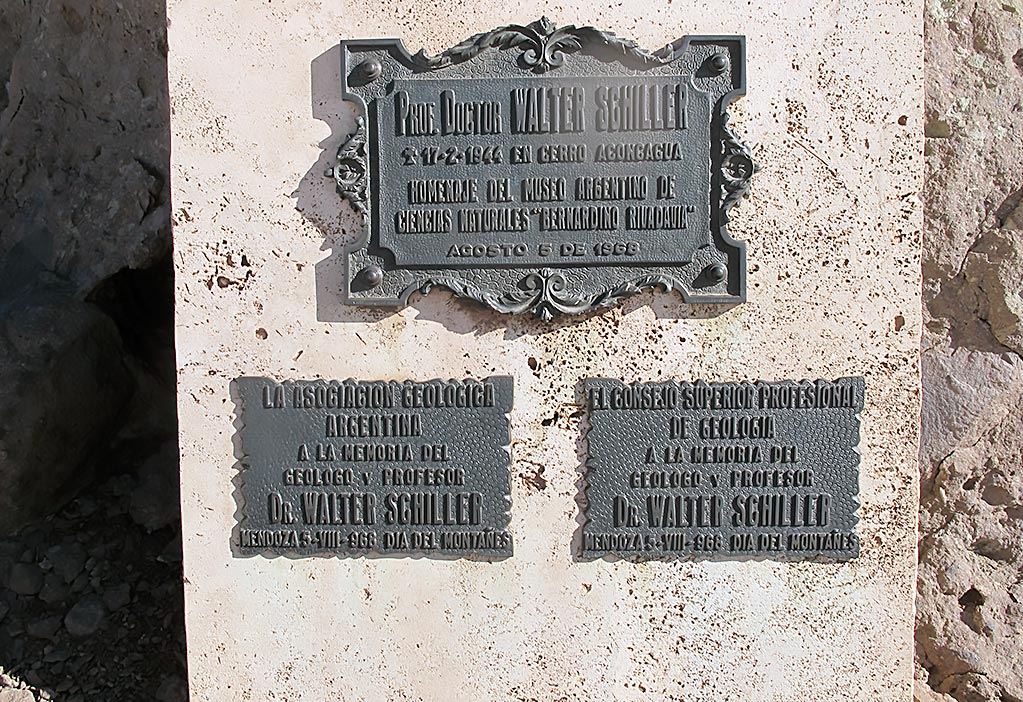 PROF. DOCTOR WALTER SCHILLER
✝ 17-2-1944 EN CERRO ACONCAGUA
HOMENAJE DEL MUSEO ARGENTINO DE
CIENCIAS NATURALES "BERNARDINO RIVADAVIA"
AGOSTO 5 DE 1968
LA ASOCIACION GEOLOGICA
ARGENTINA
A LA MEMORIA DEL
GEOLOGO Y PROFESOR
DR. WALTER SCHILLER
MENDOZA 5-VIII-968 DIA DEL MONTAÑES
EL CONSEJO SUPERIOR PROFESIONAL
DE GEOLOGIA
A LA MEMORIA DEL
GEOLOGO Y PROFESOR
DR. WALTER SCHILLER
MENDOZA 5-VIII-968 DIA DEL MONTAÑES